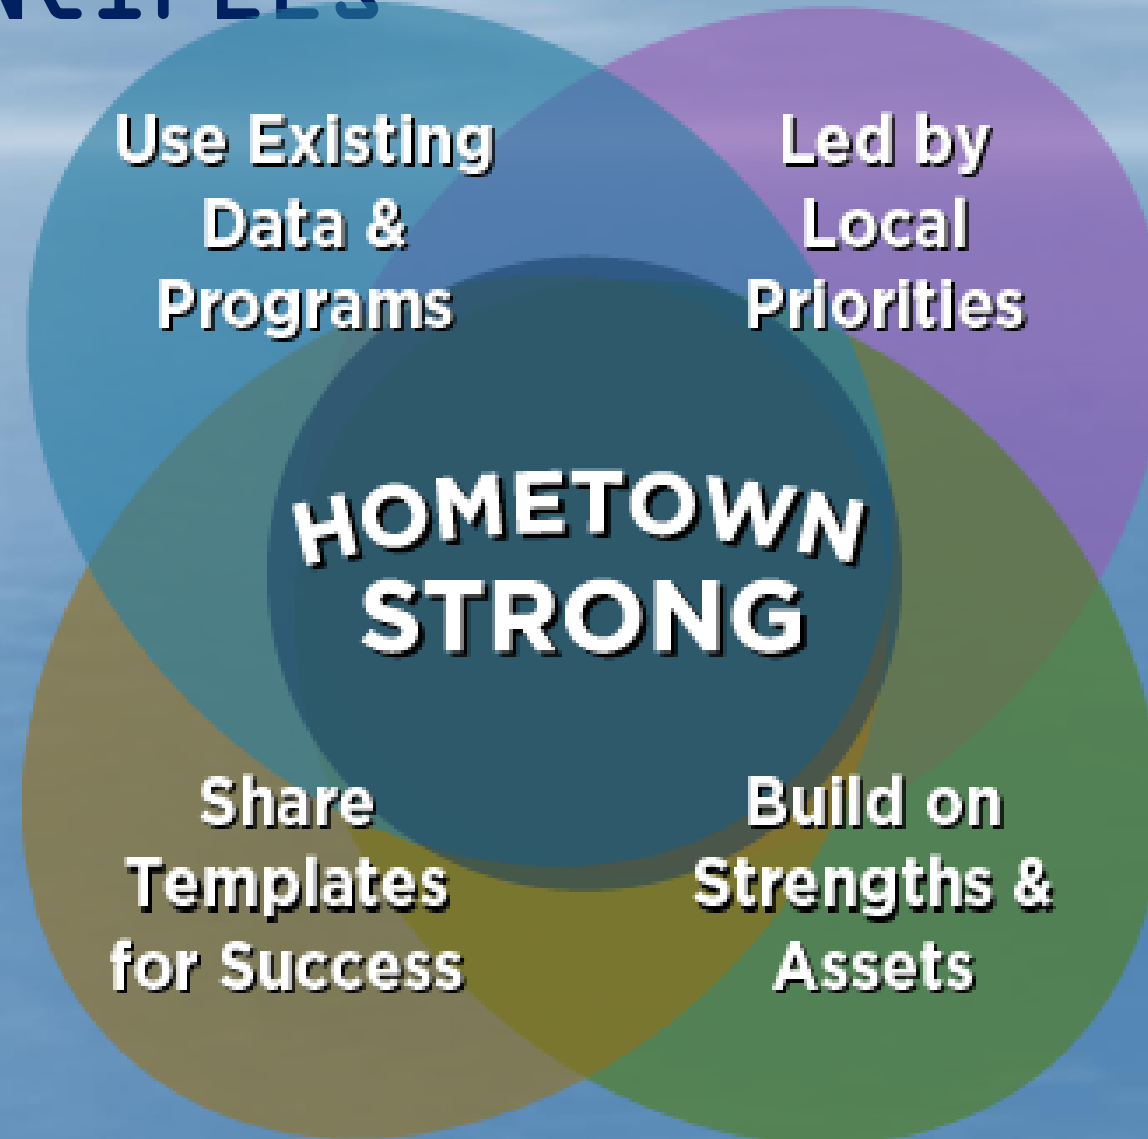 Use Existing
Data &
Programs
Led by
Local
Priorities
HOMETOWN
STRONG
Share
Templates
for Success
Build on
Strengths &
Assets